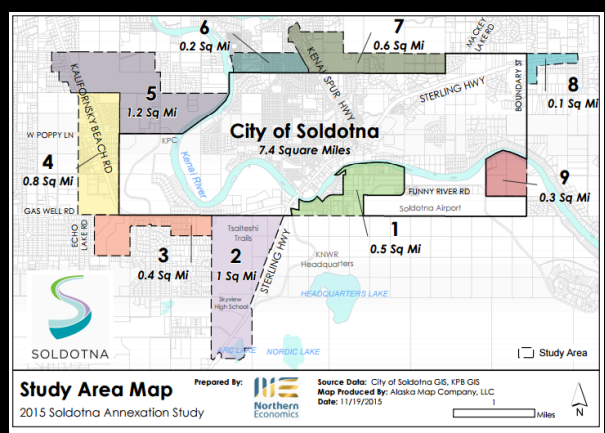 6
0.2 Sq Mi
7
0.6 Sq Mi
MACKEY
LAKE RD
KENAI SPUR HWY
STERLING HWY
BOUNDARY ST
8
0.1 Sq Mi
KALIFORNSKY BEACH RD
5
1.2 Sq Mi
W POPPY LN
KPC
City of Soldotna
7.4 Square Miles
4
0.8 Sq Mi
Kenai River
GAS WELL RD
FUNNY RIVER RD
Soldotna Airport
9
0.3 Sq Mi
ECHO
LAKE RD
3
0.4 Sq Mi
Tsalteshi
Trails
2
1 Sq Mi
STERLING HWY
1
0.5 Sq Mi
KNWR
Headquarters
HEADQUARTERS LAKE
Skyview
High School
ARC LAKE
NORDIC LAKE
SOLDOTNA
Study Area
Study Area Map
2015 Soldotna Annexation Study
Prepared By:
Northern
Economics
Source Data: City of Soldotna GIS, KPB GIS
Map Produced By: Alaska Map Company, LLC
Date: 11/19/2015
1
Miles
N